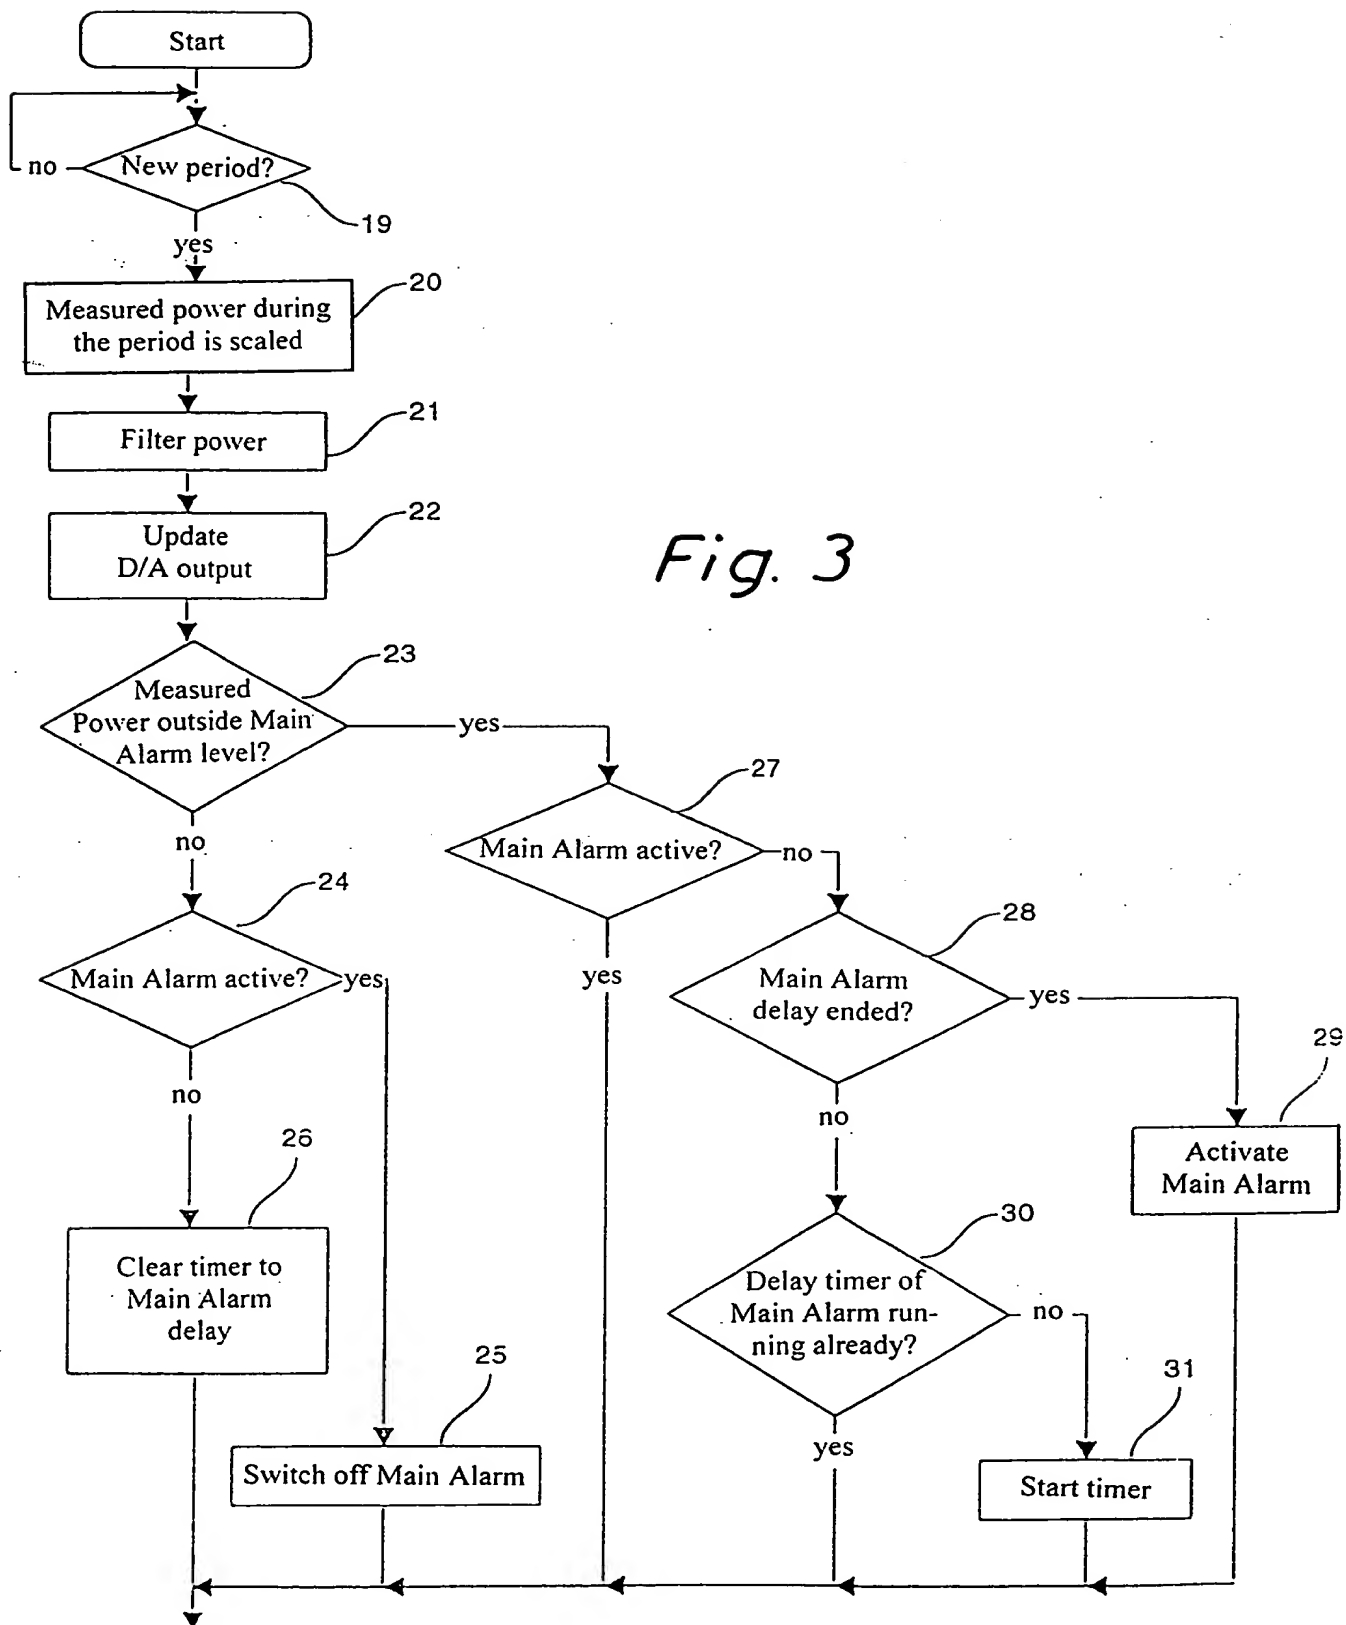 Start
New period?
no
19
yes
20
Measured power during
the period is scaled
21
Filter power
22
Update
D/A output
Fig. 3
23
Measured
Power outside Main
Alarm level?
yes
no
27
Main Alarm active?
no
yes
24
Main Alarm active?
yes
no
28
Main Alarm
delay ended?
yes
no
29
Activate
Main Alarm
26
Clear timer to
Main Alarm
delay
30
Delay timer of
Main Alarm run-
ning already?
no
yes
25
Switch off Main Alarm
31
Start timer